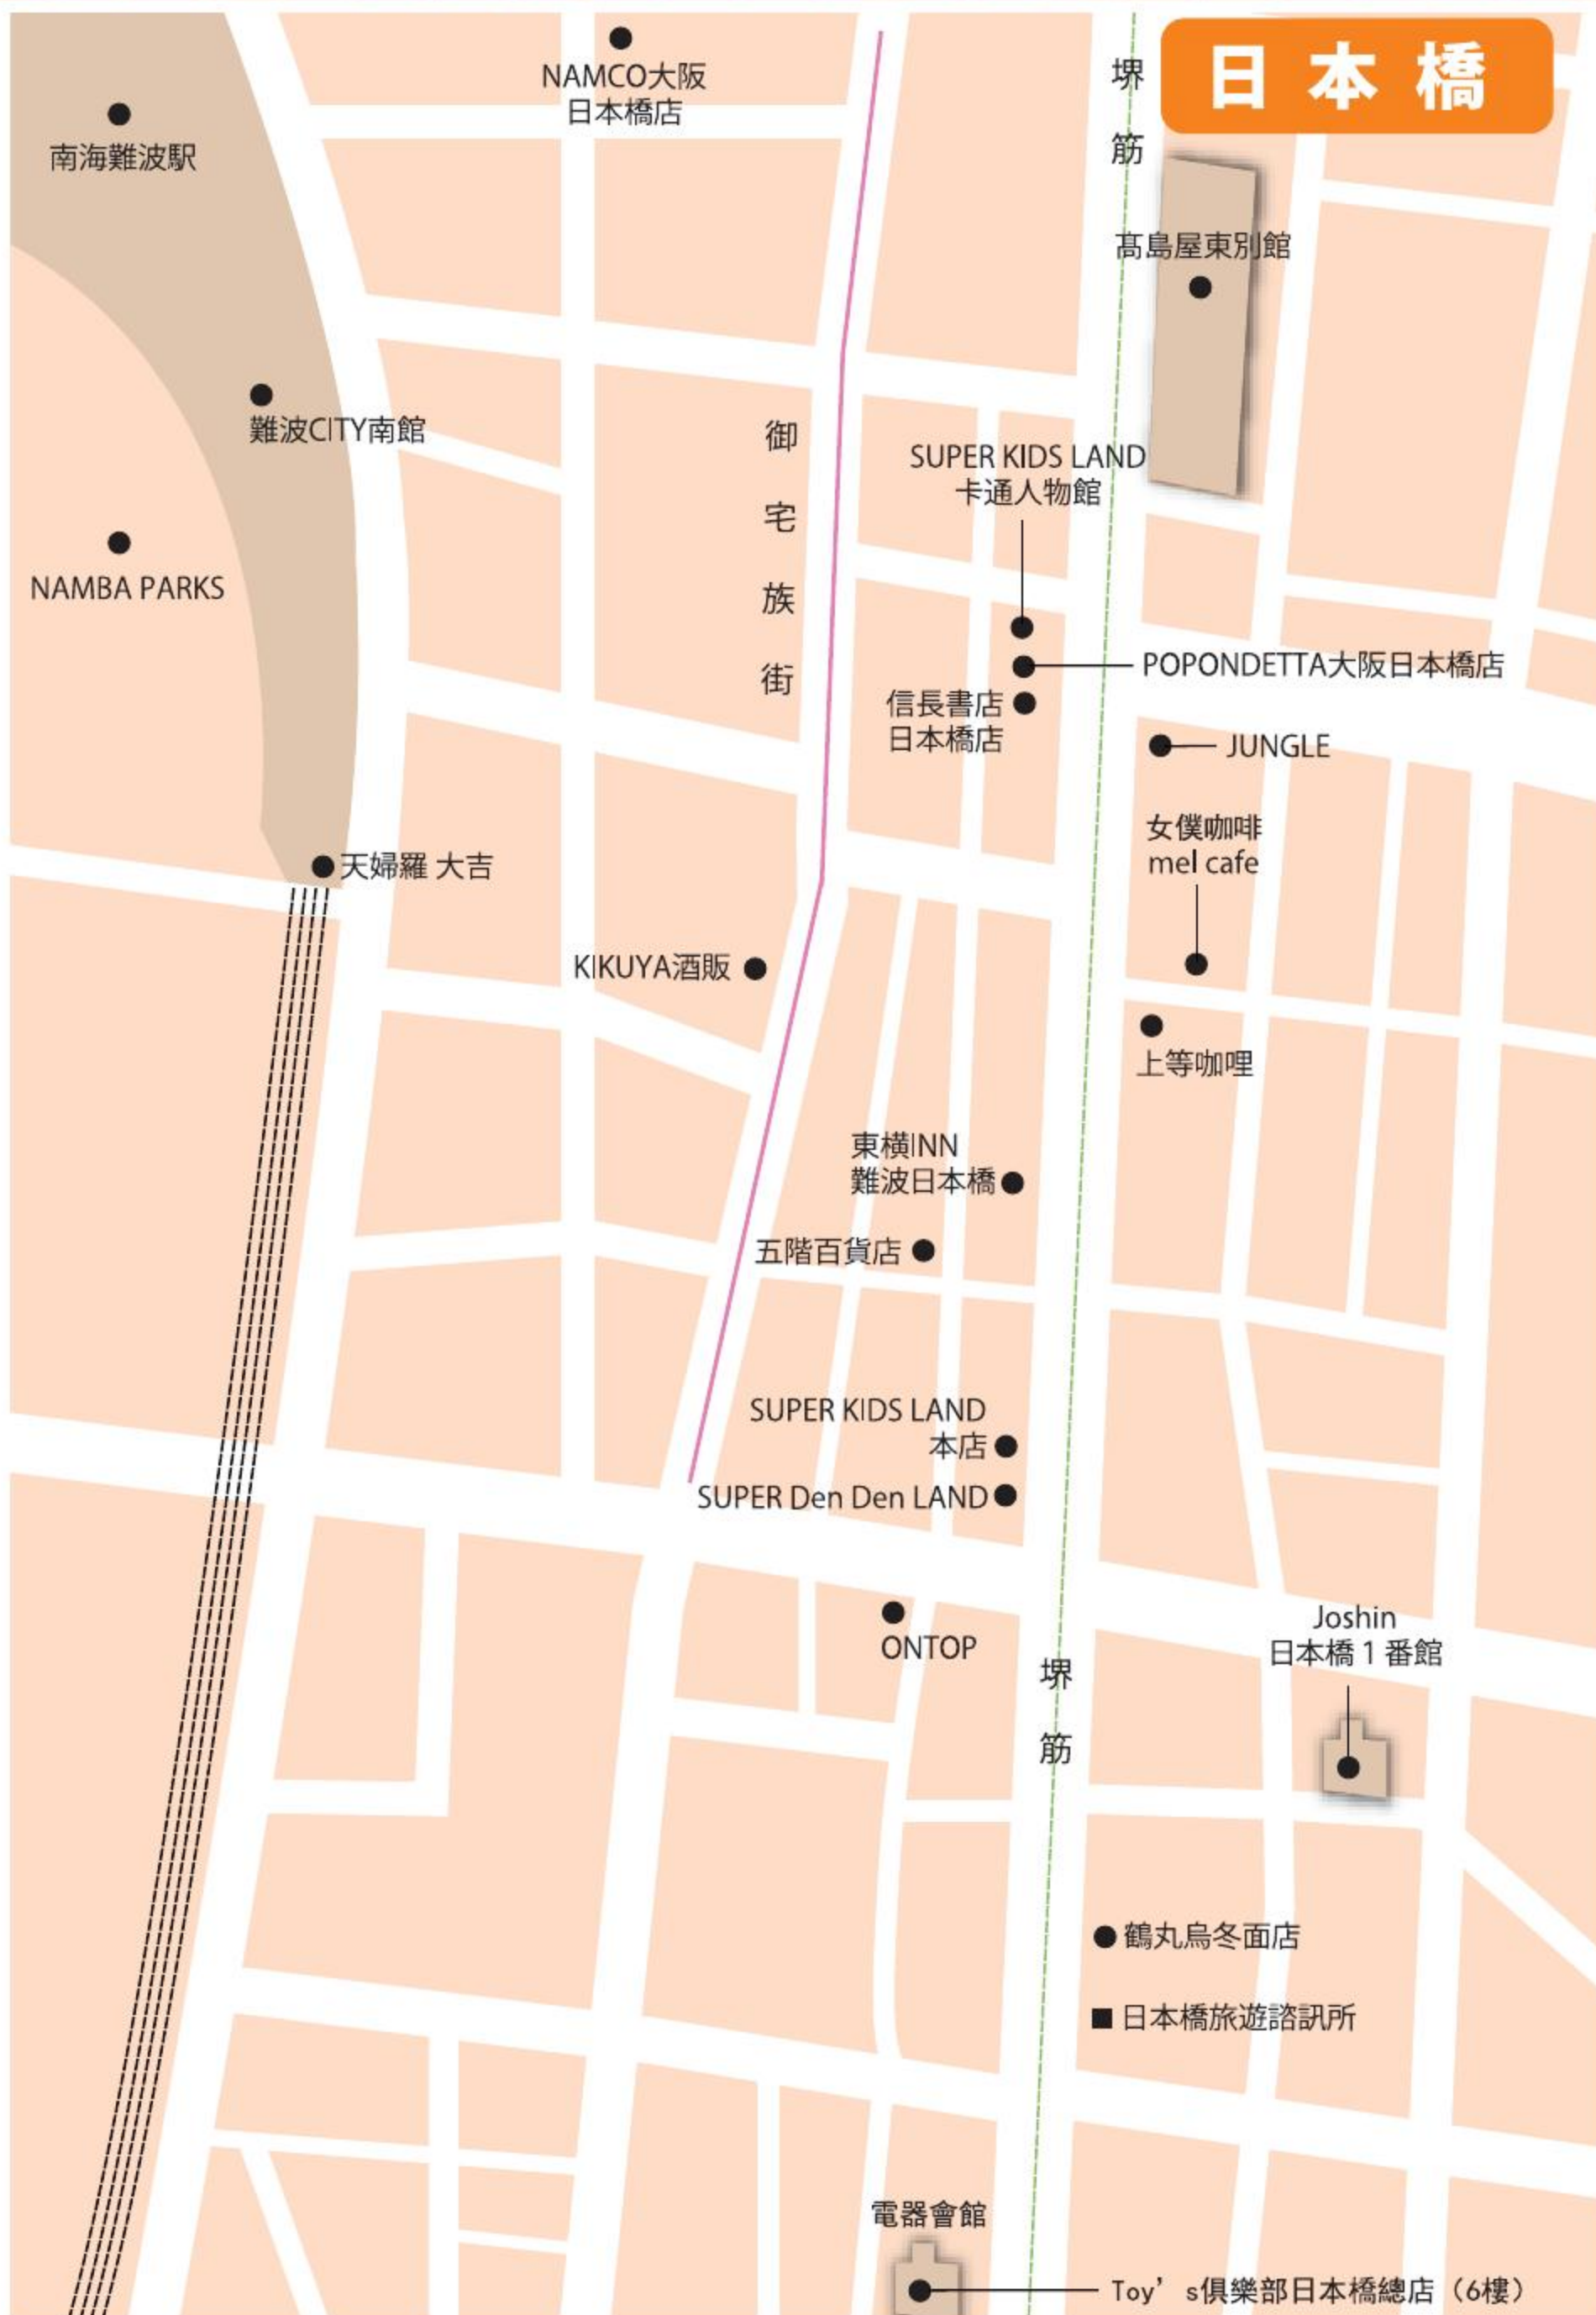 日本橋
NAMCO大阪
日本橋店
堺筋
南海難波駅
髙島屋東別館
難波CITY南館
御宅族街
SUPER KIDS LAND
卡通人物館
NAMBA PARKS
POPONDETTA大阪日本橋店
信長書店
日本橋店
JUNGLE
女僕咖啡
mel cafe
天婦羅 大吉
KIKUYA酒販
上等咖哩
東横INN
難波日本橋
五階百貨店
SUPER KIDS LAND
本店
SUPER Den Den LAND
ONTOP
Joshin
日本橋１番館
堺筋
鶴丸烏冬面店
日本橋旅遊諮訊所
電器會館
Toy’s俱樂部日本橋總店（6樓）